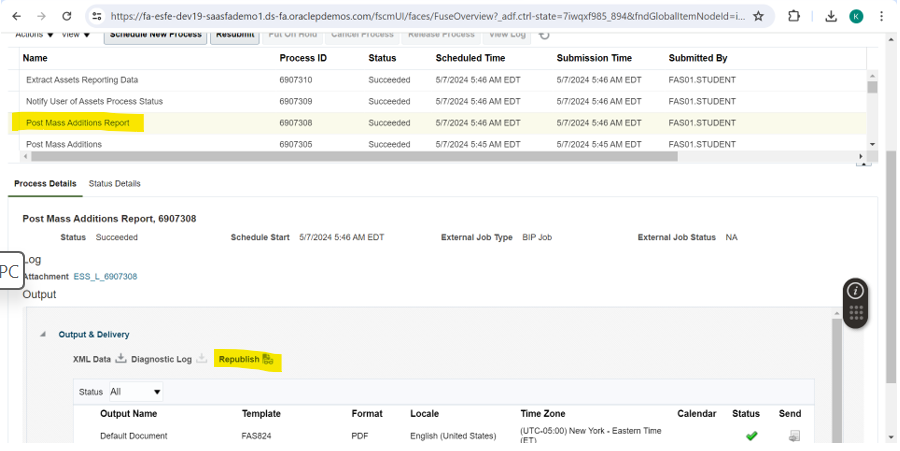 https://fa-esfe-dev19-saasfademo1.ds-fa.oraclepdemos.com/fscmUI/faces/FuseOverview?_adf.ctrl-state=7iwqxf985_894&fndGlobalItemNodeId=i...
K
Actions View Schedule New Process Resubmit Put On Hold Cancel Process Release Process View Log
Name Process ID Status Scheduled Time Submission Time Submitted By
Extract Assets Reporting Data 6907310 Succeeded 5/7/2024 5:46 AM EDT 5/7/2024 5:46 AM EDT FAS01.STUDENT
Notify User of Assets Process Status 6907309 Succeeded 5/7/2024 5:46 AM EDT 5/7/2024 5:46 AM EDT FAS01.STUDENT
Post Mass Additions Report 6907308 Succeeded 5/7/2024 5:46 AM EDT 5/7/2024 5:46 AM EDT FAS01.STUDENT
Post Mass Additions 6907305 Succeeded 5/7/2024 5:45 AM EDT 5/7/2024 5:45 AM EDT FAS01.STUDENT
Process Details Status Details
Post Mass Additions Report, 6907308
Status Succeeded Schedule Start 5/7/2024 5:46 AM EDT External Job Type BIP Job External Job Status NA
Log
PC
Attachment ESS_L_6907308
Output
Output & Delivery
XML Data Diagnostic Log Republish
Status All
Output Name Template Format Locale Time Zone Calendar Status Send
Default Document FAS824 PDF English (United States) (UTC-05:00) New York - Eastern Time
(ET)